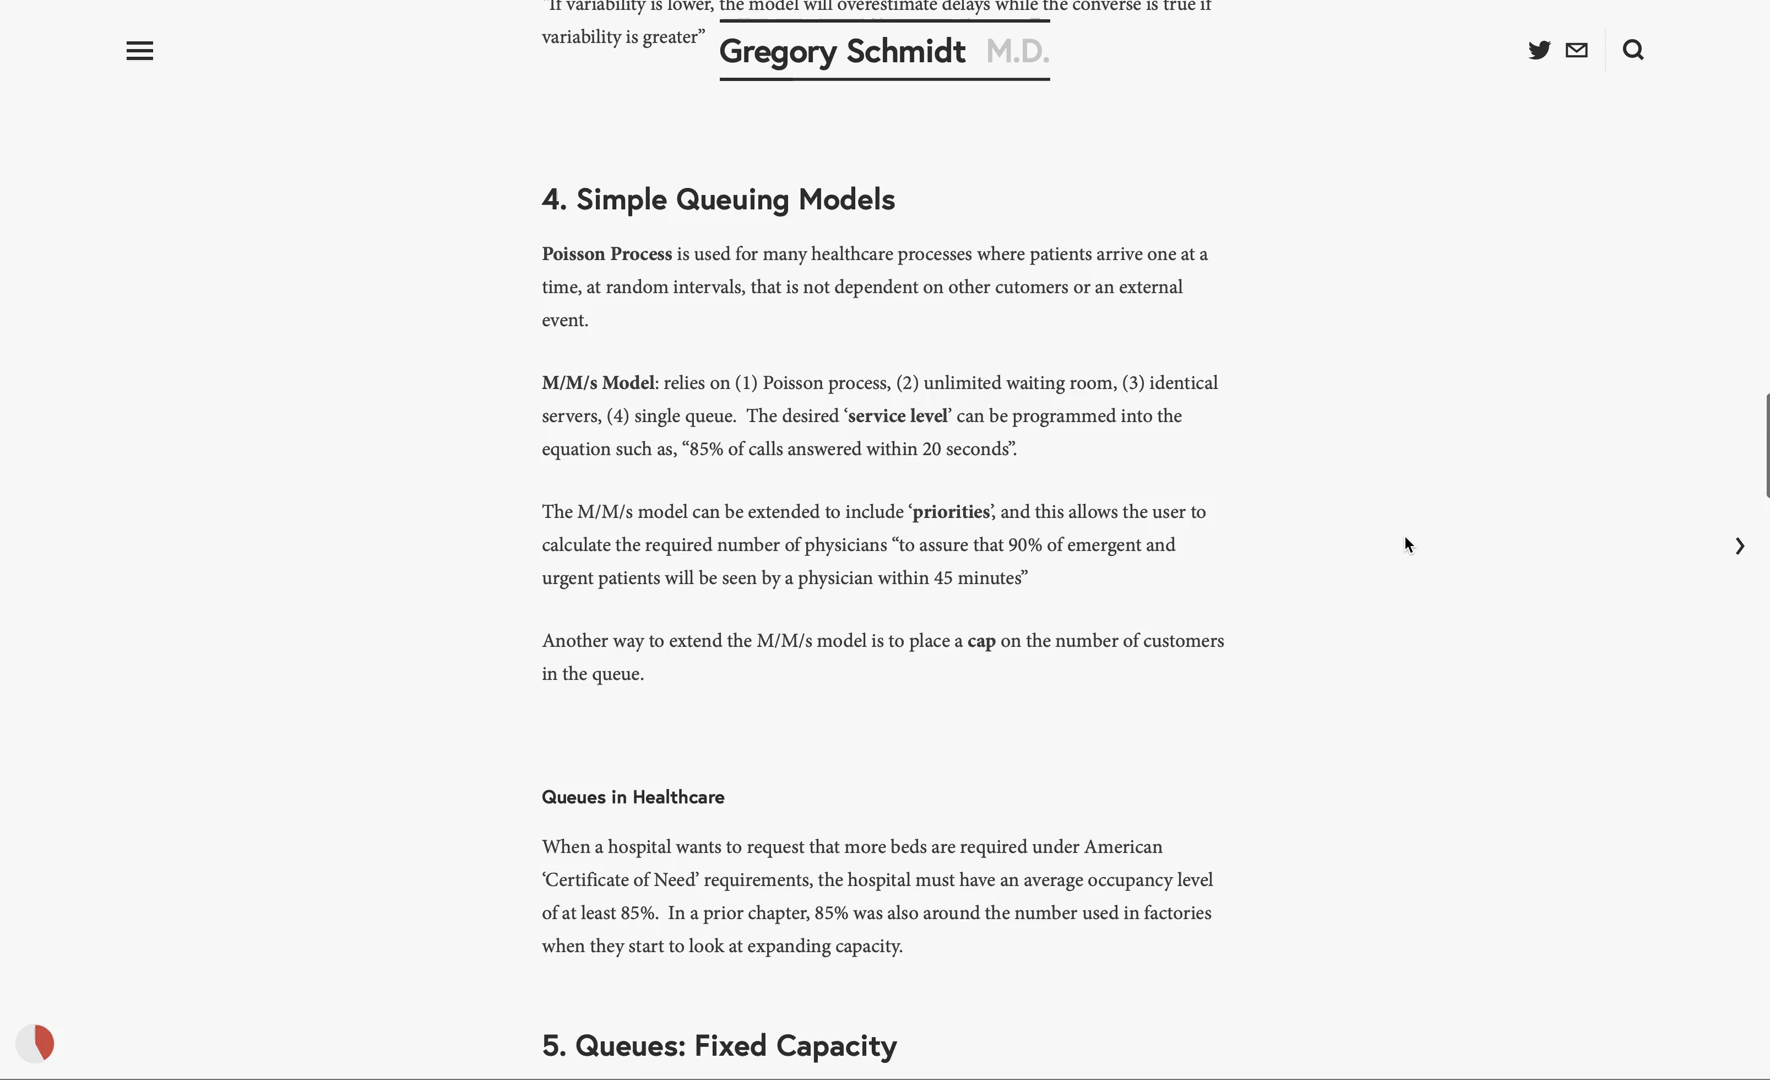 “If variability is lower, the model will overestimate delays while the converse is true if
variability is greater”
Gregory Schmidt M.D.
4. Simple Queuing Models
Poisson Process is used for many healthcare processes where patients arrive one at a
time, at random intervals, that is not dependent on other cutomers or an external
event.
M/M/s Model: relies on (1) Poisson process, (2) unlimited waiting room, (3) identical
servers, (4) single queue.  The desired ‘service level’ can be programmed into the
equation such as, “85% of calls answered within 20 seconds”.
The M/M/s model can be extended to include ‘priorities’, and this allows the user to
calculate the required number of physicians “to assure that 90% of emergent and
urgent patients will be seen by a physician within 45 minutes”
Another way to extend the M/M/s model is to place a cap on the number of customers
in the queue.
Queues in Healthcare
When a hospital wants to request that more beds are required under American
‘Certificate of Need’ requirements, the hospital must have an average occupancy level
of at least 85%.  In a prior chapter, 85% was also around the number used in factories
when they start to look at expanding capacity.
5. Queues: Fixed Capacity